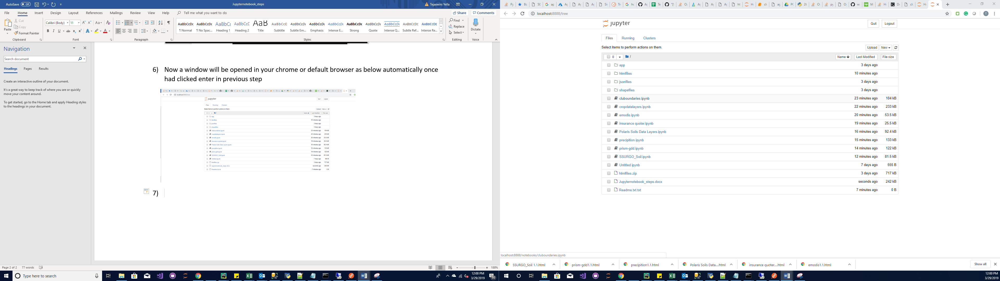 AutoSave Off
Jupyternotebook_steps
Tejaswini Yella
File Home Insert Design Layout References Mailings Review View Help Tell me what you want to do
Share Comments
Paste
Cut
Copy
Format Painter
Calibri (Body) 11
Clipboard Font Paragraph Styles Editing Voice
¶ Normal ¶ No Spac... Heading 1 Heading 2 Title Subtitle Subtle Em... Emphasis Intense E... Strong Quote Intense Q... Subtle Ref... Intense Re...
Find
Replace
Select
Dictate
Navigation
Search document
Headings Pages Results
Create an interactive outline of your document.
It's a great way to keep track of where you are or quickly
move your content around.
To get started, go to the Home tab and apply Heading styles
to the headings in your document.
6) Now a window will be opened in your chrome or default browser as below automatically once
had clicked enter in previous step
7)
Page 2 of 2 77 words
188%
Type here to search
12:00 PM
3/29/2019
30
localhost:8888/tree
jupyter
Quit Logout
Files Running Clusters
Select items to perform actions on them.
Upload New
0 /
Name Last Modified File size
app 3 days ago
htmlfiles 10 minutes ago
jsonfiles 3 days ago
shapefiles 3 days ago
cluboundaries.ipynb 23 minutes ago 104 kB
cropdatalayers.ipynb 22 minutes ago 233 kB
emodis.ipynb 20 minutes ago 53.5 kB
insurance quoter.ipynb 19 minutes ago 25.5 kB
Polaris Soils Data Layers.ipynb 16 minutes ago 92.4 kB
precipition.ipynb 15 minutes ago 133 kB
prism-gdd.ipynb 14 minutes ago 122 kB
SSURGO_Soil.ipynb 12 minutes ago 81.5 kB
Untitled.ipynb 7 days ago 555 B
htmlfiles.zip 3 days ago 717 kB
Jupyternotebook_steps.docx seconds ago 242 kB
Readme.txt.txt 7 minutes ago 0 B
localhost:8888/notebooks/cluboundaries.ipynb
SSURGO_Soil 1.1.html prism-gdd1.1.html precipition1.1.html Polaris Soils Data....html insurance quoter....html emodis1.1.html
Show all
12:00 PM
3/29/2019